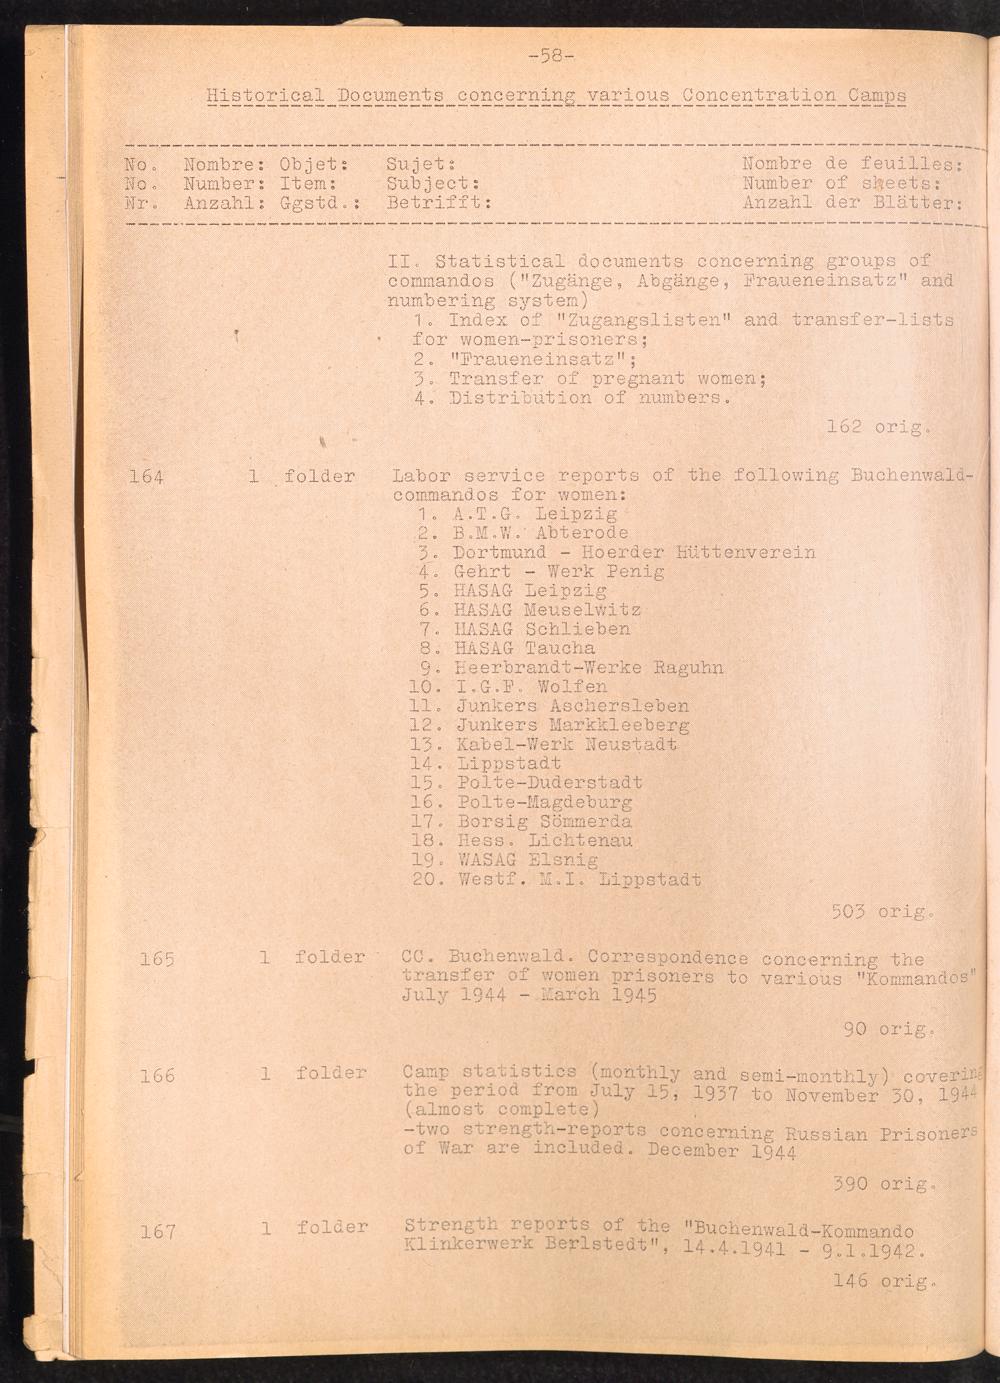 -58-
Historical Documents concerning various Concentration Camps
No. Nombre: Objet: Sujet: Nombre de feuilles:
No. Number: Item: Subject: Number of sheets:
Nr. Anzahl: Ggstd.: Betrifft: Anzahl der Blätter:
II. Statistical documents concerning groups of
commandos ("Zugänge, Abgänge, Fraueneinsatz" and
numbering system)
1. Index of "Zugangslisten" and transfer-lists
for women-prisoners;
2. "Fraueneinsatz";
3. Transfer of pregnant women;
4. Distribution of numbers.
162 orig.
164 1 folder Labor service reports of the following Buchenwald-
commandos for women:
1. A.T.G. Leipzig
2. B.M.W. Abterode
3. Dortmund - Hoerder Hüttenverein
4. Gehrt - Werk Penig
5. HASAG Leipzig
6. HASAG Meuselwitz
7. HASAG Schlieben
8. HASAG Taucha
9. Heerbrandt-Werke Raguhn
10. I.G.F. Wolfen
11. Junkers Aschersleben
12. Junkers Markkleeberg
13. Kabel-Werk Neustadt
14. Lippstadt
15. Polte-Duderstadt
16. Polte-Magdeburg
17. Borsig Sömmerda
18. Hess. Lichtenau
19. WASAG Elsnig
20. Westf. M.I. Lippstadt
503 orig.
165 1 folder CC. Buchenwald. Correspondence concerning the
transfer of women prisoners to various "Kommandos"
July 1944 - March 1945
90 orig.
166 1 folder Camp statistics (monthly and semi-monthly) covering
the period from July 15, 1937 to November 30, 1944
(almost complete)
-two strength-reports concerning Russian Prisoners
of War are included. December 1944
390 orig.
167 1 folder Strength reports of the "Buchenwald-Kommando
Klinkerwerk Berlstedt", 14.4.1941 - 9.1.1942.
146 orig.